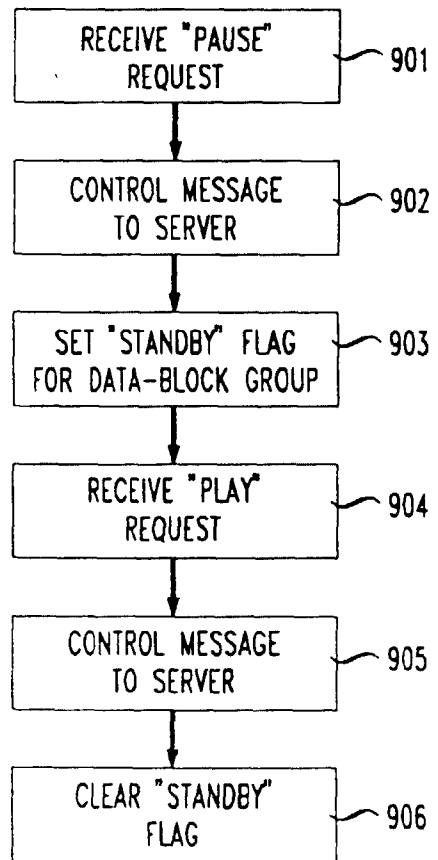 RECEIVE "PAUSE"
REQUEST
901
CONTROL MESSAGE
TO SERVER
902
SET "STANDBY" FLAG
FOR DATA-BLOCK GROUP
903
RECEIVE "PLAY"
REQUEST
904
CONTROL MESSAGE
TO SERVER
905
CLEAR "STANDBY"
FLAG
906